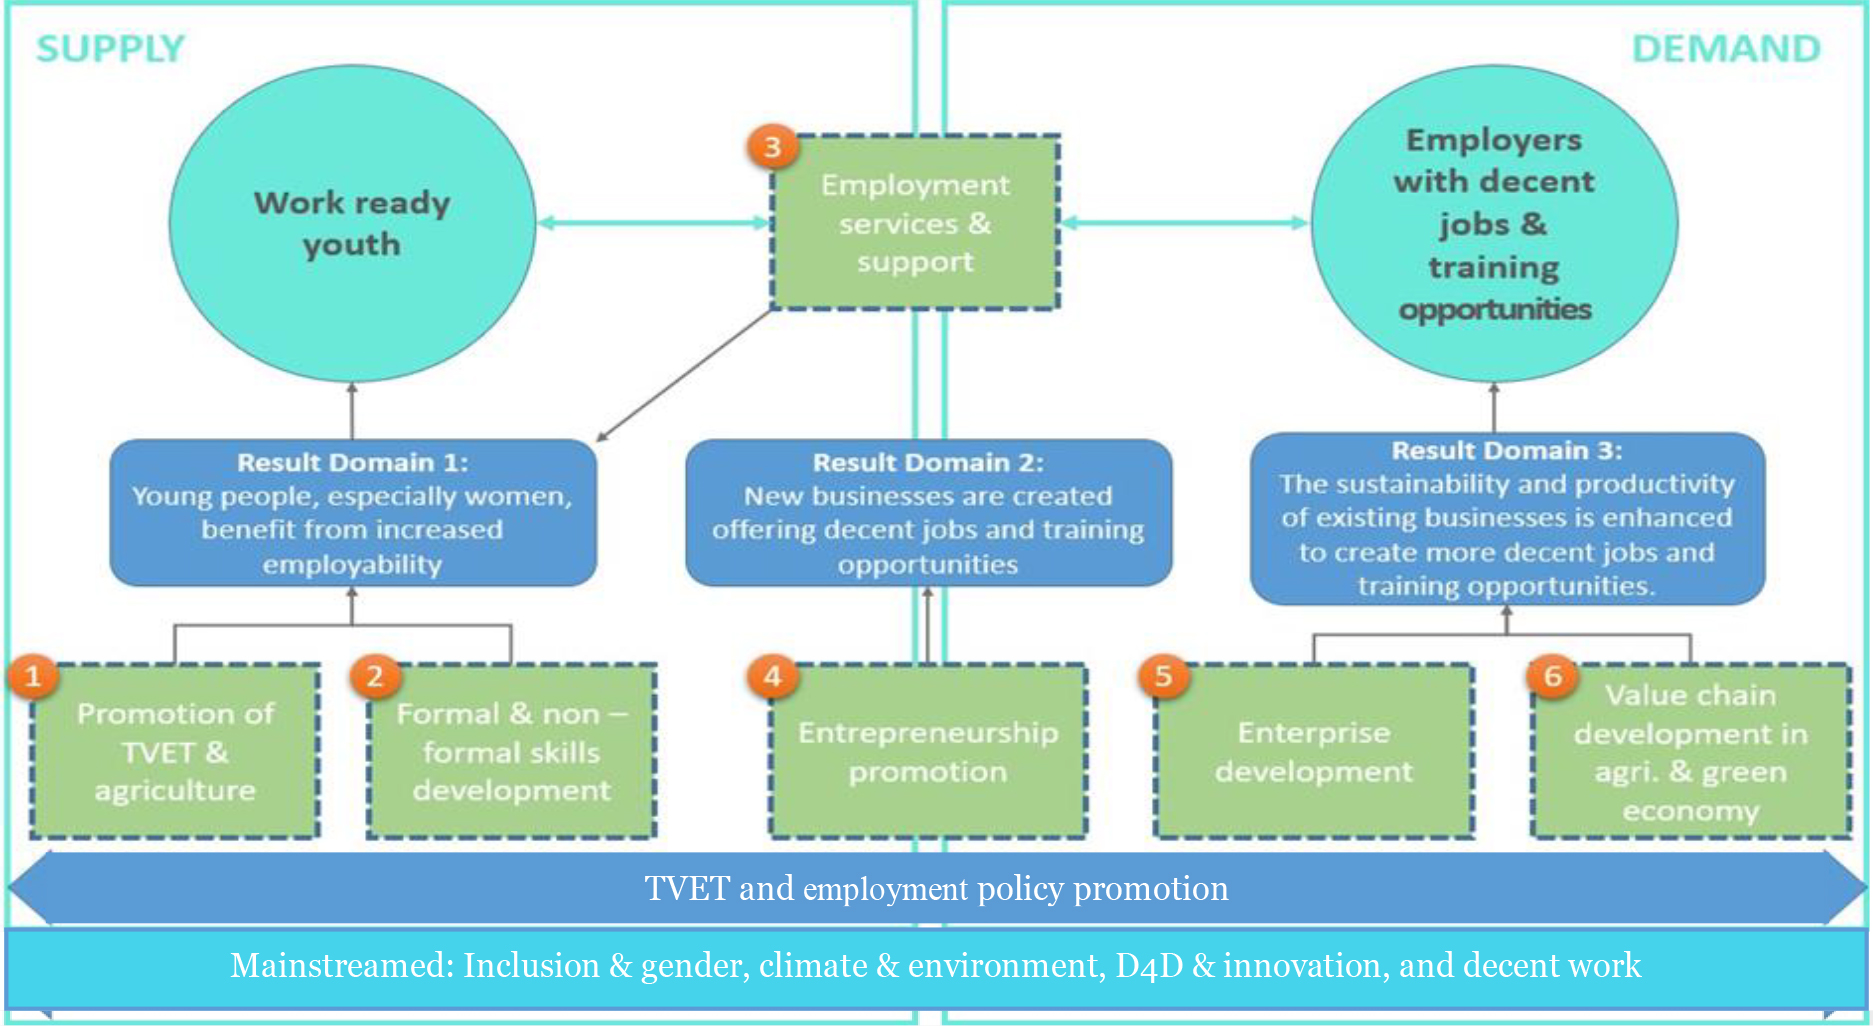 SUPPLY
DEMAND
Work ready
youth
3
Employment
services &
support
Employers
with decent
jobs &
training
opportunities
Result Domain 1:
Young people, especially women,
benefit from increased
employability
Result Domain 2:
New businesses are created
offering decent jobs and training
opportunities
Result Domain 3:
The sustainability and productivity
of existing businesses is enhanced
to create more decent jobs and
training opportunities.
1
Promotion of
TVET &
agriculture
2
Formal & non –
formal skills
development
4
Entrepreneurship
promotion
5
Enterprise
development
6
Value chain
development in
agri. & green
economy
TVET and employment policy promotion
Mainstreamed: Inclusion & gender, climate & environment, D4D & innovation, and decent work